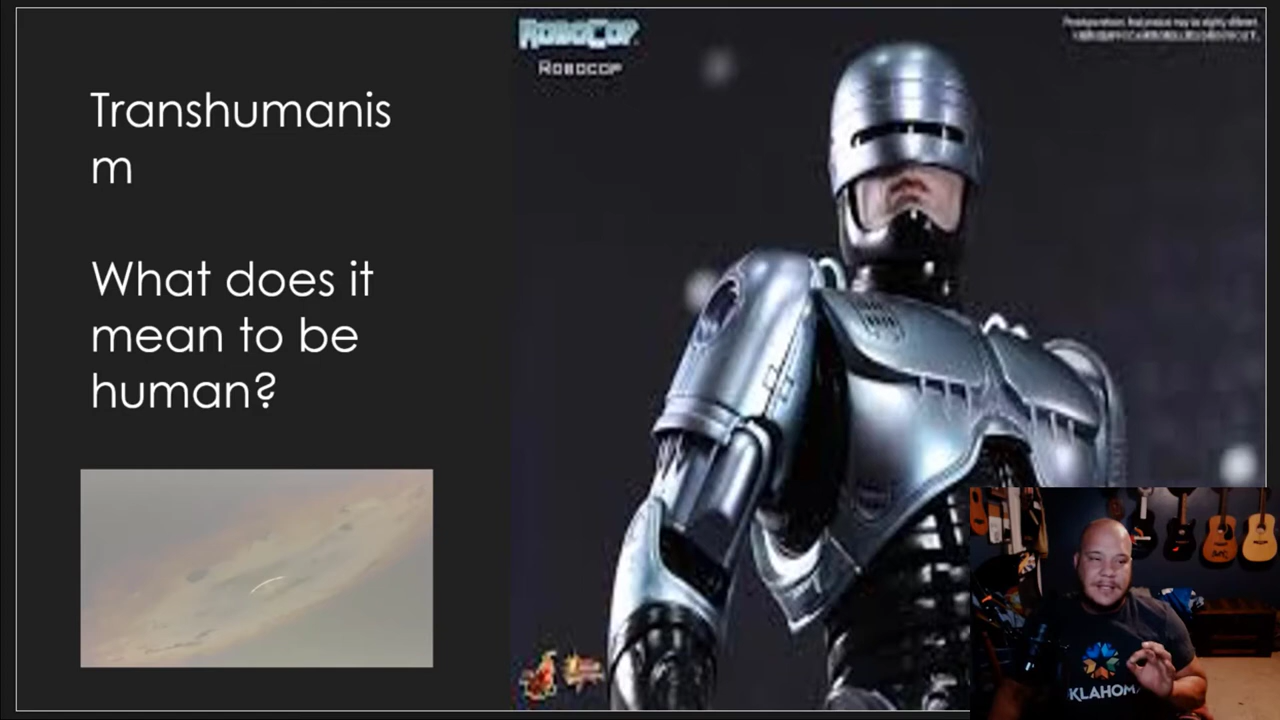 Transhumanis
m
What does it
mean to be
human?
ROBOCOP
ROBOCOP
KLAHOM